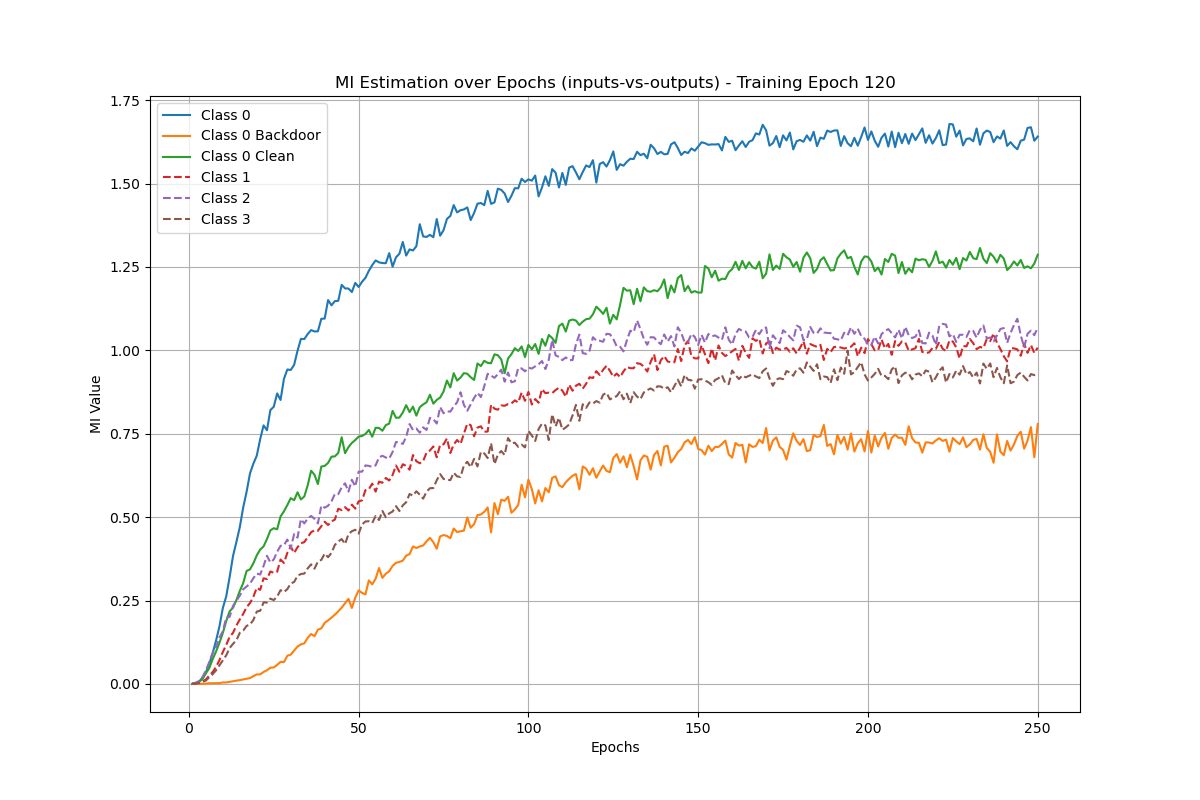 MI Estimation over Epochs (inputs-vs-outputs) - Training Epoch 120
1.75
1.50
1.25
1.00
0.75
0.50
0.25
0.00
MI Value
Class 0
Class 0 Backdoor
Class 0 Clean
Class 1
Class 2
Class 3
0
50
100
150
200
250
Epochs